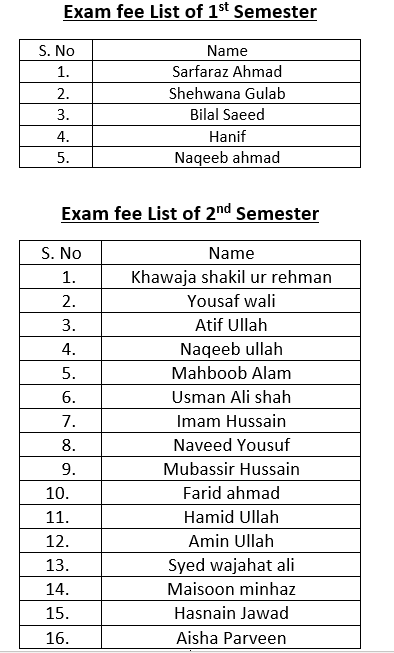 Exam fee List of 1st Semester
S. No Name
1. Sarfaraz Ahmad
2. Shehwana Gulab
3. Bilal Saeed
4. Hanif
5. Naqeeb ahmad
Exam fee List of 2nd Semester
S. No Name
1. Khawaja shakil ur rehman
2. Yousaf wali
3. Atif Ullah
4. Naqeeb ullah
5. Mahboob Alam
6. Usman Ali shah
7. Imam Hussain
8. Naveed Yousuf
9. Mubassir Hussain
10. Farid ahmad
11. Hamid Ullah
12. Amin Ullah
13. Syed wajahat ali
14. Maisoon minhaz
15. Hasnain Jawad
16. Aisha Parveen